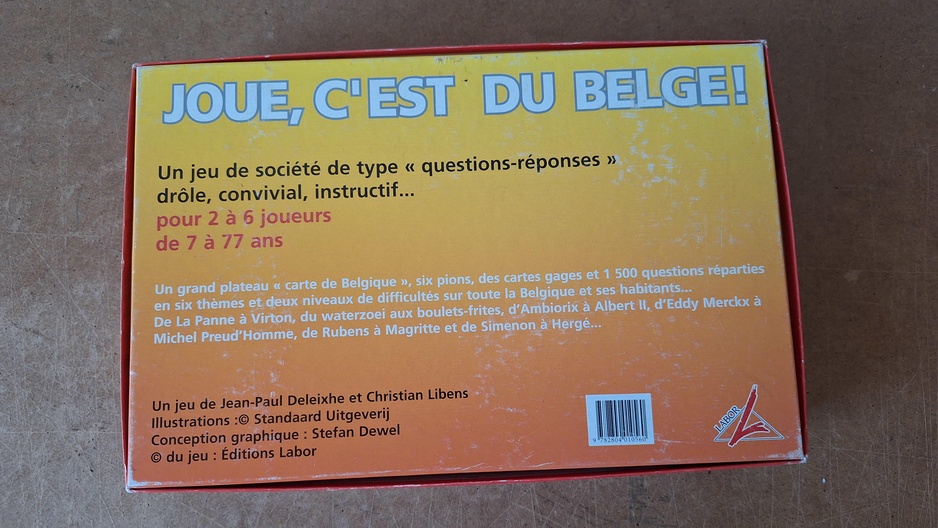 JOUE, C'EST DU BELGE!
Un jeu de société de type « questions-réponses »
drôle, convivial, instructif...
pour 2 à 6 joueurs
de 7 à 77 ans
Un grand plateau « carte de Belgique », six pions, des cartes gages et 1 500 questions réparties
en six thèmes et deux niveaux de difficultés sur toute la Belgique et ses habitants...
De La Panne à Virton, du waterzoei aux boulets-frites, d'Ambiorix à Albert II, d'Eddy Merckx à
Michel Preud'Homme, de Rubens à Magritte et de Simenon à Hergé...
Un jeu de Jean-Paul Deleixhe et Christian Libens
Illustrations :© Standaard Uitgeverij
Conception graphique : Stefan Dewel
© du jeu : Éditions Labor
9 782804 010560
LABOR